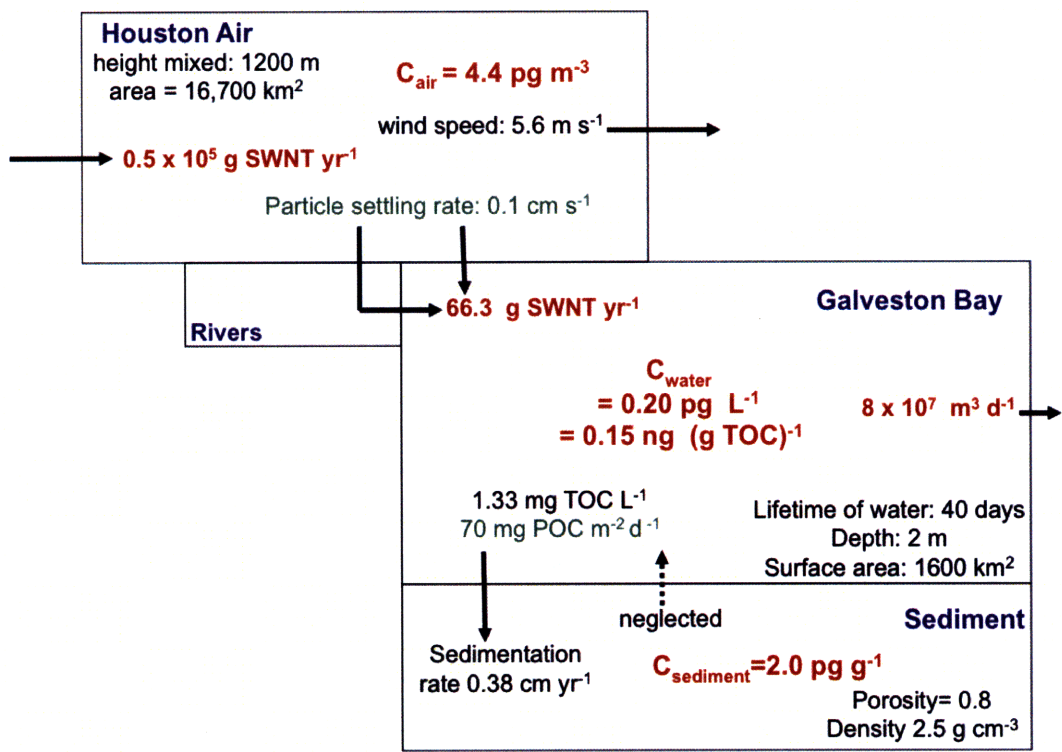 Houston Air
height mixed: 1200 m
area = 16,700 km²
C_air = 4.4 pg m⁻³
wind speed: 5.6 m s⁻¹
0.5 x 10⁵ g SWNT yr⁻¹
Particle settling rate: 0.1 cm s⁻¹
Rivers
66.3 g SWNT yr⁻¹
Galveston Bay
C_water
= 0.20 pg L⁻¹
= 0.15 ng (g TOC)⁻¹
8 x 10⁷ m³ d⁻¹
1.33 mg TOC L⁻¹
70 mg POC m⁻² d⁻¹
Lifetime of water: 40 days
Depth: 2 m
Surface area: 1600 km²
neglected
Sediment
Sedimentation
rate 0.38 cm yr⁻¹
C_sediment=2.0 pg g⁻¹
Porosity= 0.8
Density 2.5 g cm⁻³